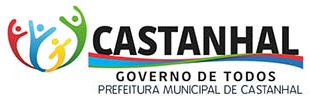 CASTANHAL
GOVERNO DE TODOS
PREFEITURA MUNICIPAL DE CASTANHAL